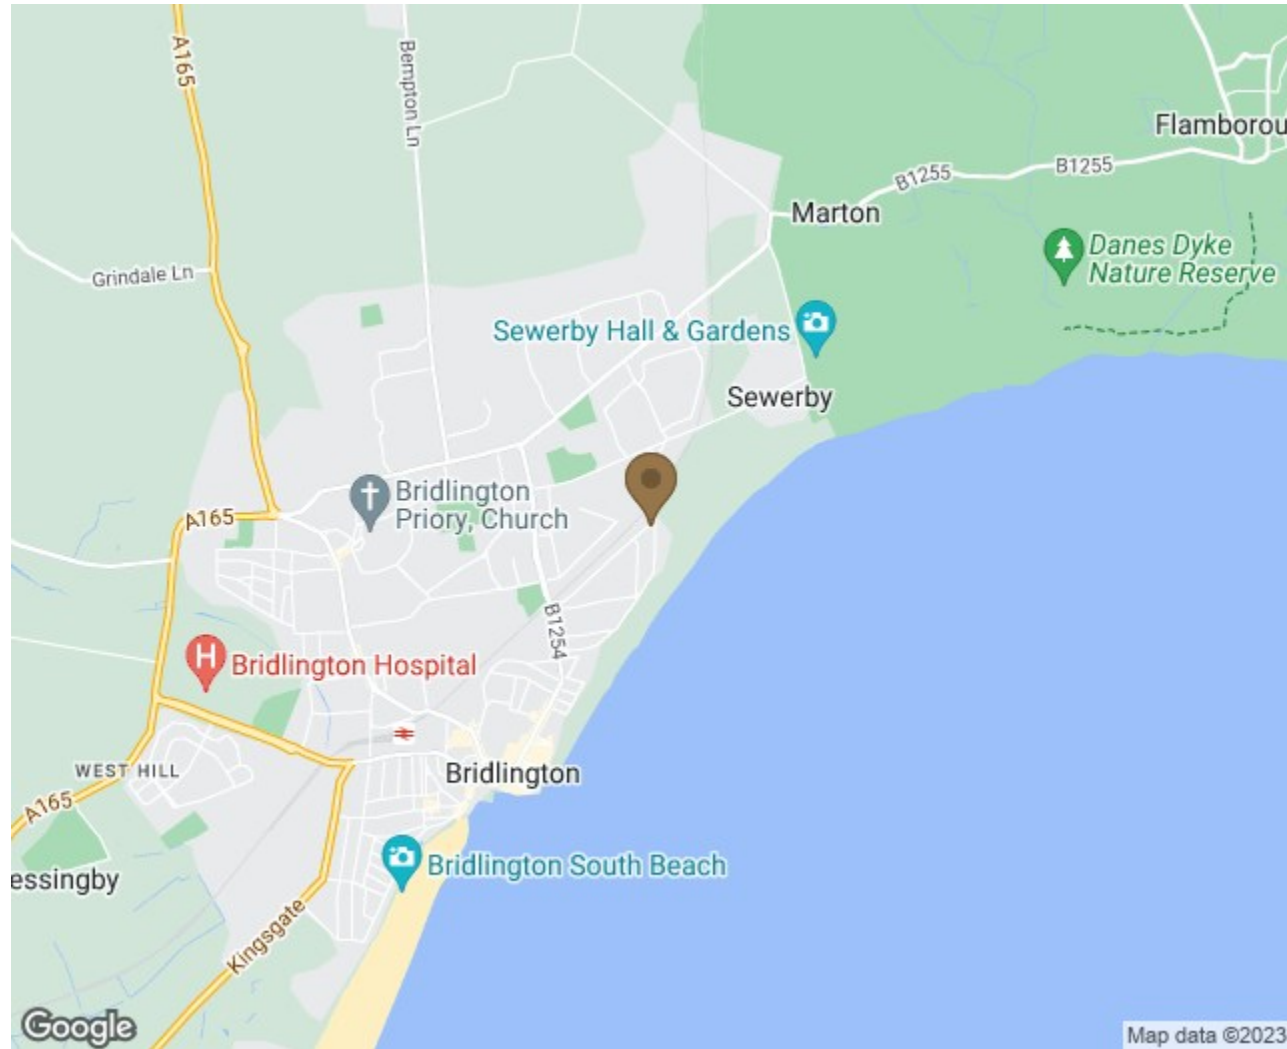 A165
Bempton Ln
Flamborou
B1255
B1255
Marton
Danes Dyke
Nature Reserve
Grindale Ln
Sewerby Hall & Gardens
Sewerby
Bridlington
Priory, Church
A165
B1254
H
Bridlington Hospital
WEST HILL
Bridlington
A165
Bridlington South Beach
essingby
Kingsgate
Google
Map data ©2023